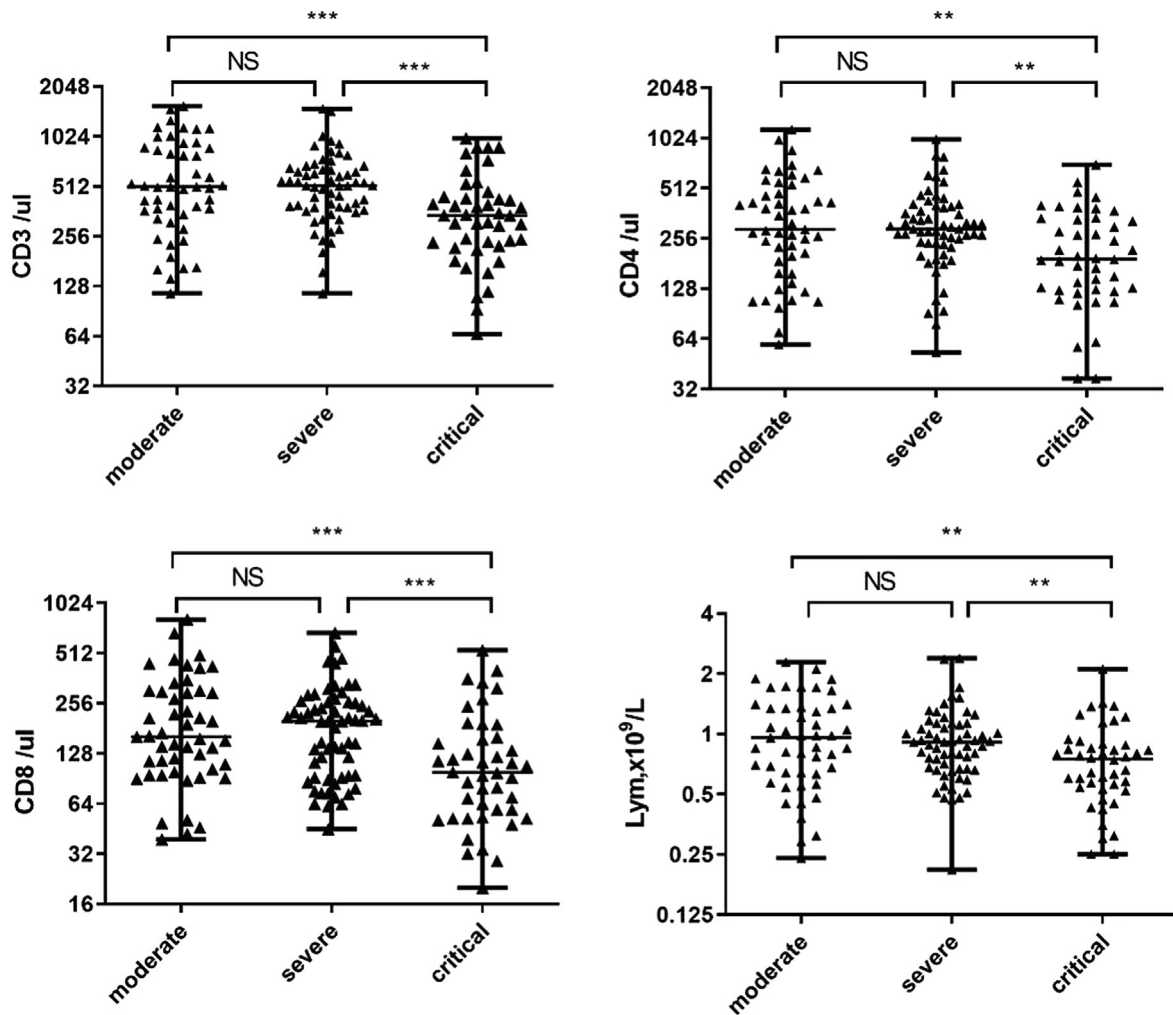 ***
NS
***
2048
1024
512
256
128
64
32
CD3 /ul
moderate
severe
critical
**
NS
**
2048
1024
512
256
128
64
32
CD4 /ul
moderate
severe
critical
***
NS
***
1024
512
256
128
64
32
16
CD8 /ul
moderate
severe
critical
**
NS
**
4
2
1
0.5
0.25
0.125
Lym,x10⁹/L
moderate
severe
critical